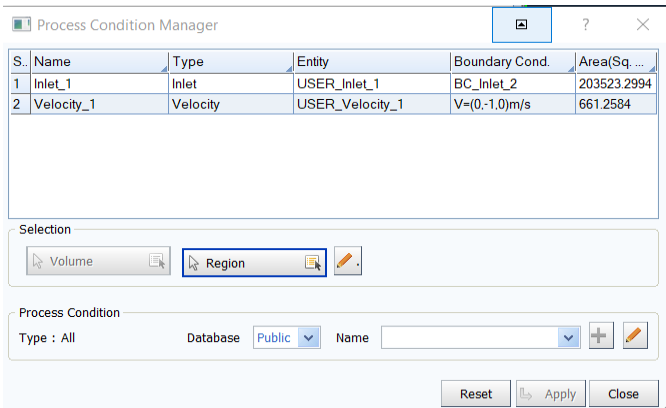 Process Condition Manager ?
S.. Name Type Entity Boundary Cond. Area(Sq. ...
1 Inlet_1 Inlet USER_Inlet_1 BC_Inlet_2 203523.2994
2 Velocity_1 Velocity USER_Velocity_1 V=(0,-1,0)m/s 661.2584
Selection
Volume Region
Process Condition
Type : All Database Public Name
Reset Apply Close